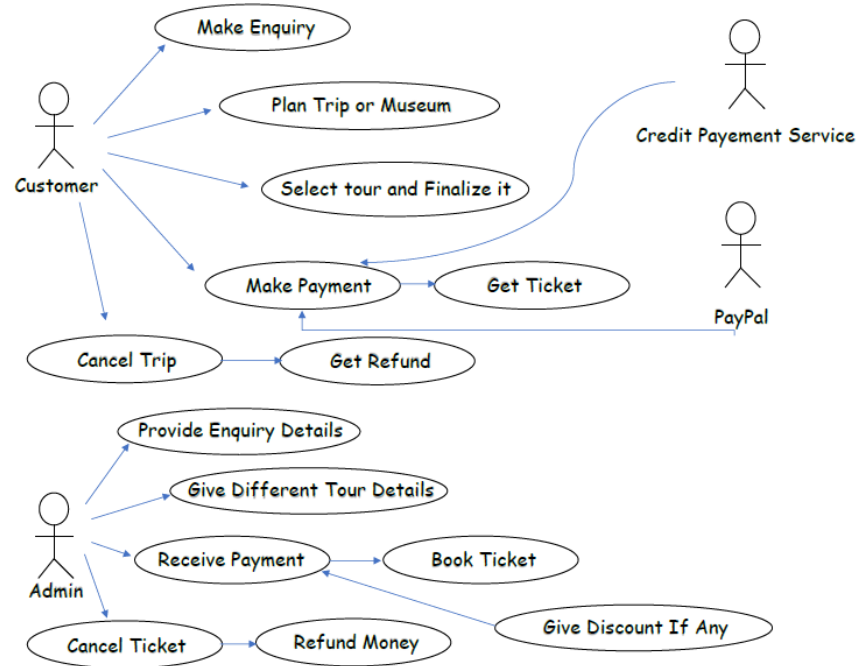 Make Enquiry
Plan Trip or Museum
Credit Payement Service
Customer
Select tour and Finalize it
Make Payment
Get Ticket
PayPal
Cancel Trip
Get Refund
Provide Enquiry Details
Give Different Tour Details
Receive Payment
Book Ticket
Admin
Give Discount If Any
Cancel Ticket
Refund Money